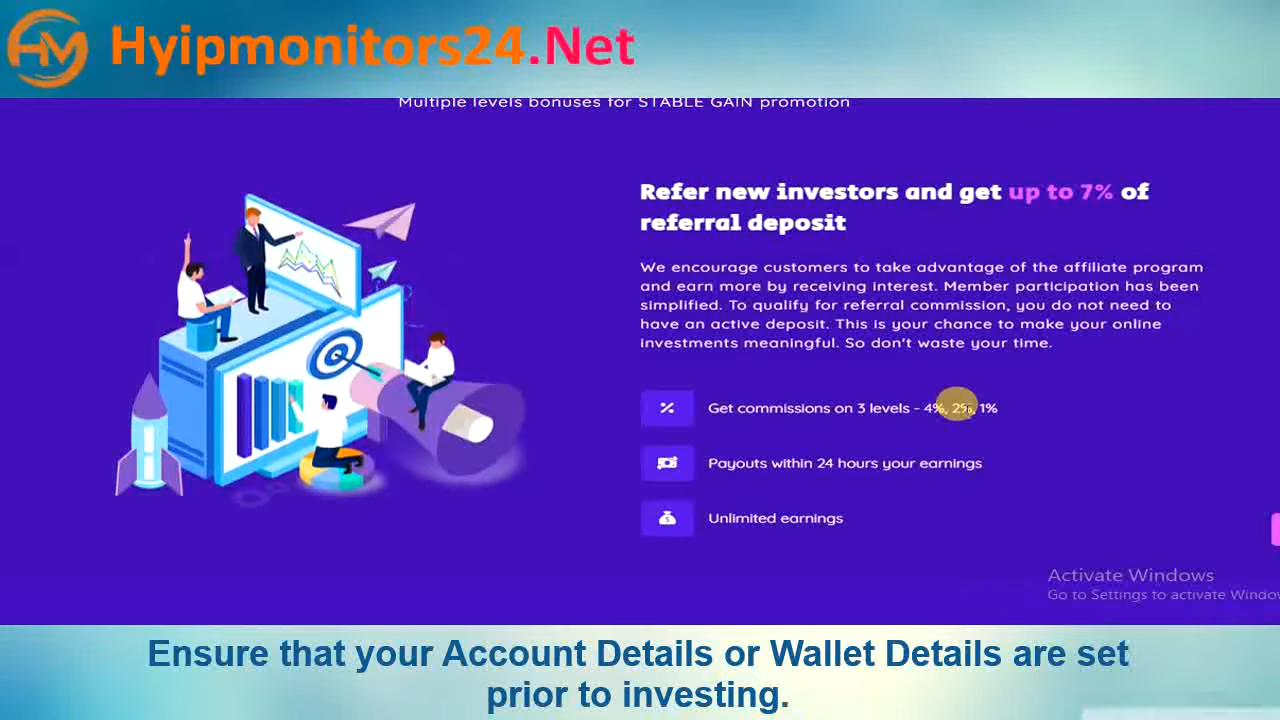 HM Hyipmonitors24.Net
Multiple levels bonuses for STABLE GAIN promotion
Refer new investors and get up to 7% of
referral deposit
We encourage customers to take advantage of the affiliate program
and earn more by receiving interest. Member participation has been
simplified. To qualify for referral commission, you do not need to
have an active deposit. This is your chance to make your online
investments meaningful. So don't waste your time.
Get commissions on 3 levels - 4%, 2%, 1%
Payouts within 24 hours your earnings
Unlimited earnings
Activate Windows
Go to Settings to activate Window
Ensure that your Account Details or Wallet Details are set
prior to investing.